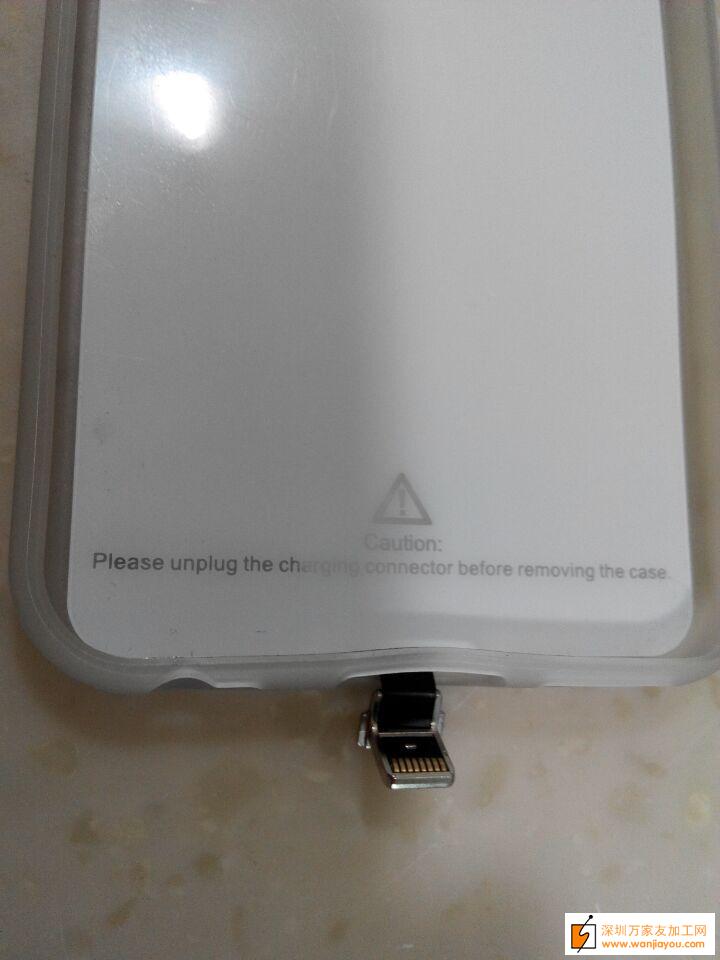 Caution:
Please unplug the charging connector before removing the case.
深圳万家友加工网
www.wanjiayou.com